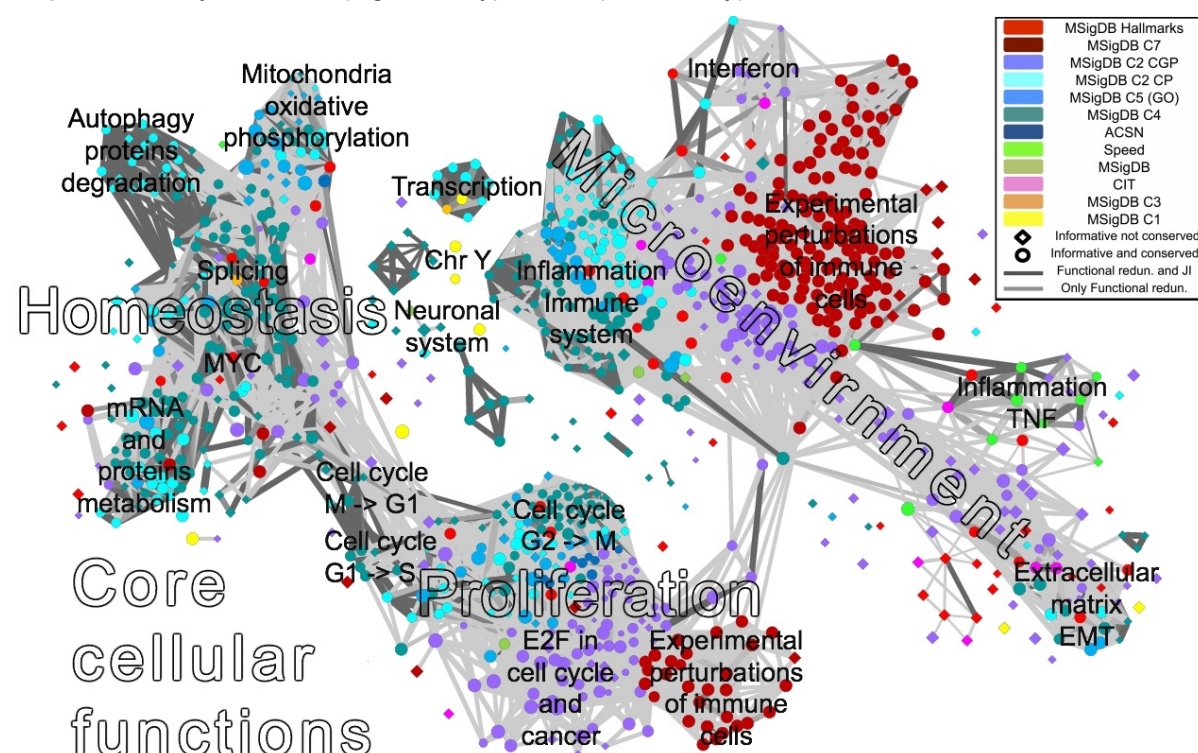 Interferon
Mitochondria
oxidative
phosphorylation
Autophagy
proteins
degradation
Transcription
Microenvirnment
Experimental
perturbations
of immune
cells
Splicing
Chr Y
Inflammation
Immune
system
Homeostasis
Neuronal
system
MYC
Inflammation
TNF
mRNA
and
proteins
metabolism
Cell cycle
M -> G1
Cell cycle
G1 -> S
Cell cycle
G2 -> M
Proliferation
Core
cellular
functions
E2F in
cell cycle
and
cancer
Experimental
perturbations
of immune
cells
Extracellular
matrix
EMT
MSigDB Hallmarks
MSigDB C7
MSigDB C2 CGP
MSigDB C2 CP
MSigDB C5 (GO)
MSigDB C4
ACSN
Speed
MSigDB
CIT
MSigDB C3
MSigDB C1
Informative not conserved
Informative and conserved
Functional redun. and JI
Only Functional redun.